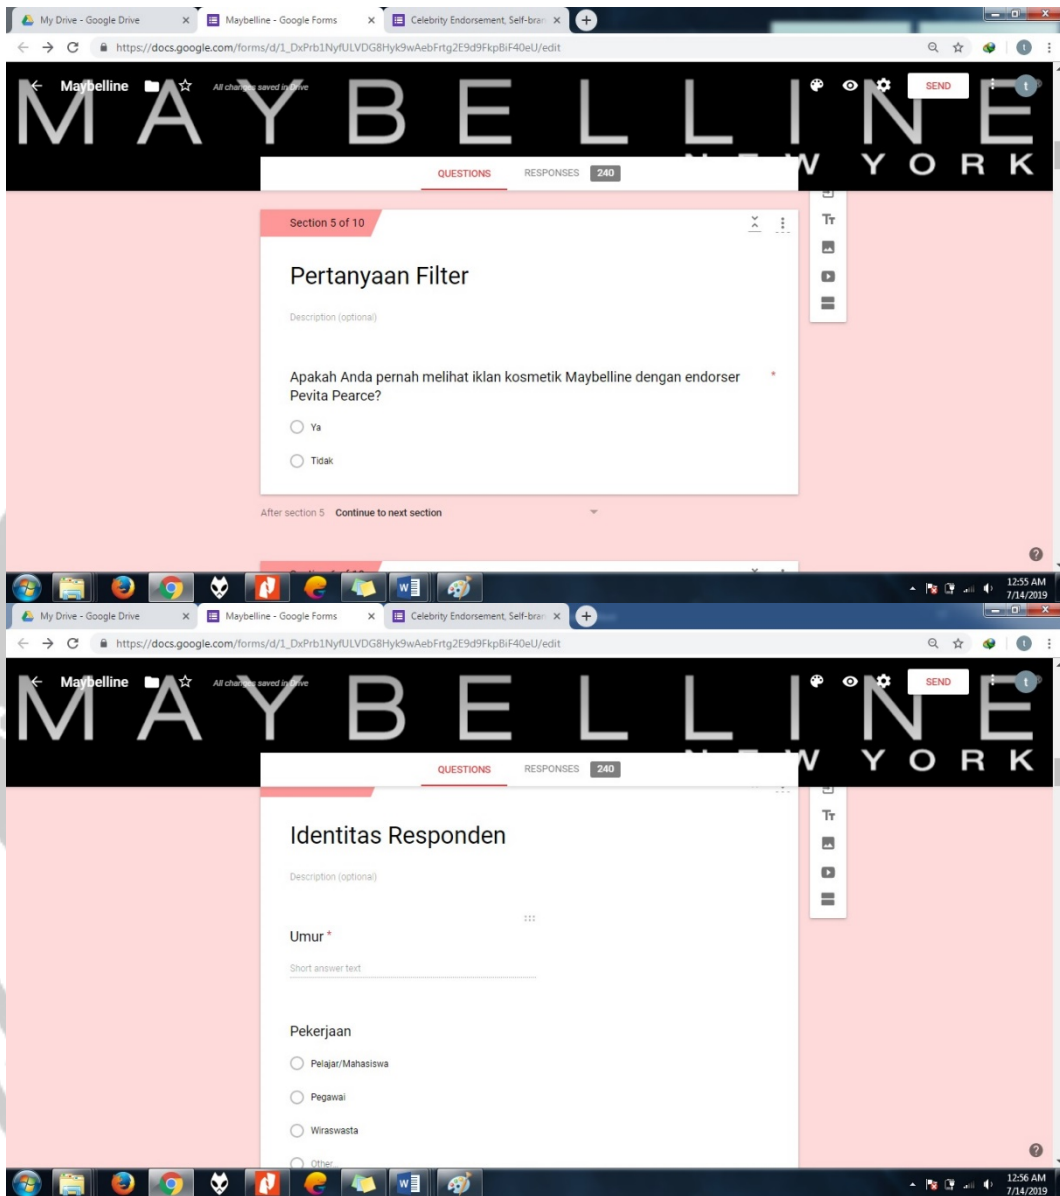 My Drive - Google Drive
Maybelline - Google Forms
Celebrity Endorsement, Self-bran
https://docs.google.com/forms/d/1_DxPrb1NyfULVDG8Hyk9wAebFrtg2E9d9FkpBiF40eU/edit
Maybelline
All changes saved in Drive
SEND
t
MAYBELLINE
NEW YORK
QUESTIONS
RESPONSES 240
Section 5 of 10
Pertanyaan Filter
Description (optional)
Apakah Anda pernah melihat iklan kosmetik Maybelline dengan endorser *
Pevita Pearce?
Ya
Tidak
After section 5 Continue to next section
12:55 AM
7/14/2019
My Drive - Google Drive
Maybelline - Google Forms
Celebrity Endorsement, Self-bran
https://docs.google.com/forms/d/1_DxPrb1NyfULVDG8Hyk9wAebFrtg2E9d9FkpBiF40eU/edit
Maybelline
All changes saved in Drive
SEND
t
MAYBELLINE
NEW YORK
QUESTIONS
RESPONSES 240
Identitas Responden
Description (optional)
Umur *
Short answer text
Pekerjaan
Pelajar/Mahasiswa
Pegawai
Wiraswasta
Other...
12:56 AM
7/14/2019